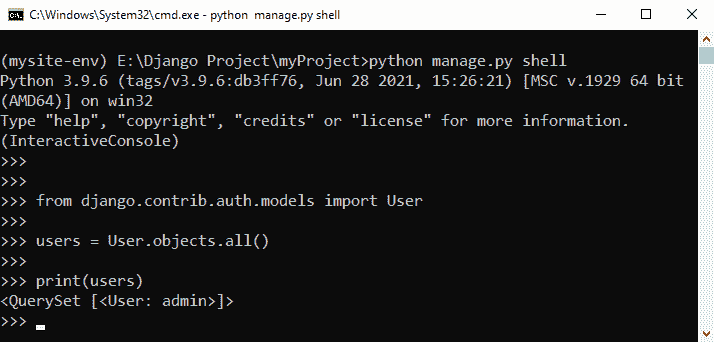 C:\Windows\System32\cmd.exe - python  manage.py shell
(mysite-env) E:\Django Project\myProject>python manage.py shell
Python 3.9.6 (tags/v3.9.6:db3ff76, Jun 28 2021, 15:26:21) [MSC v.1929 64 bit
(AMD64)] on win32
Type "help", "copyright", "credits" or "license" for more information.
(InteractiveConsole)
>>>
>>>
>>> from django.contrib.auth.models import User
>>>
>>> users = User.objects.all()
>>>
>>> print(users)
<QuerySet [<User: admin>]>
>>>